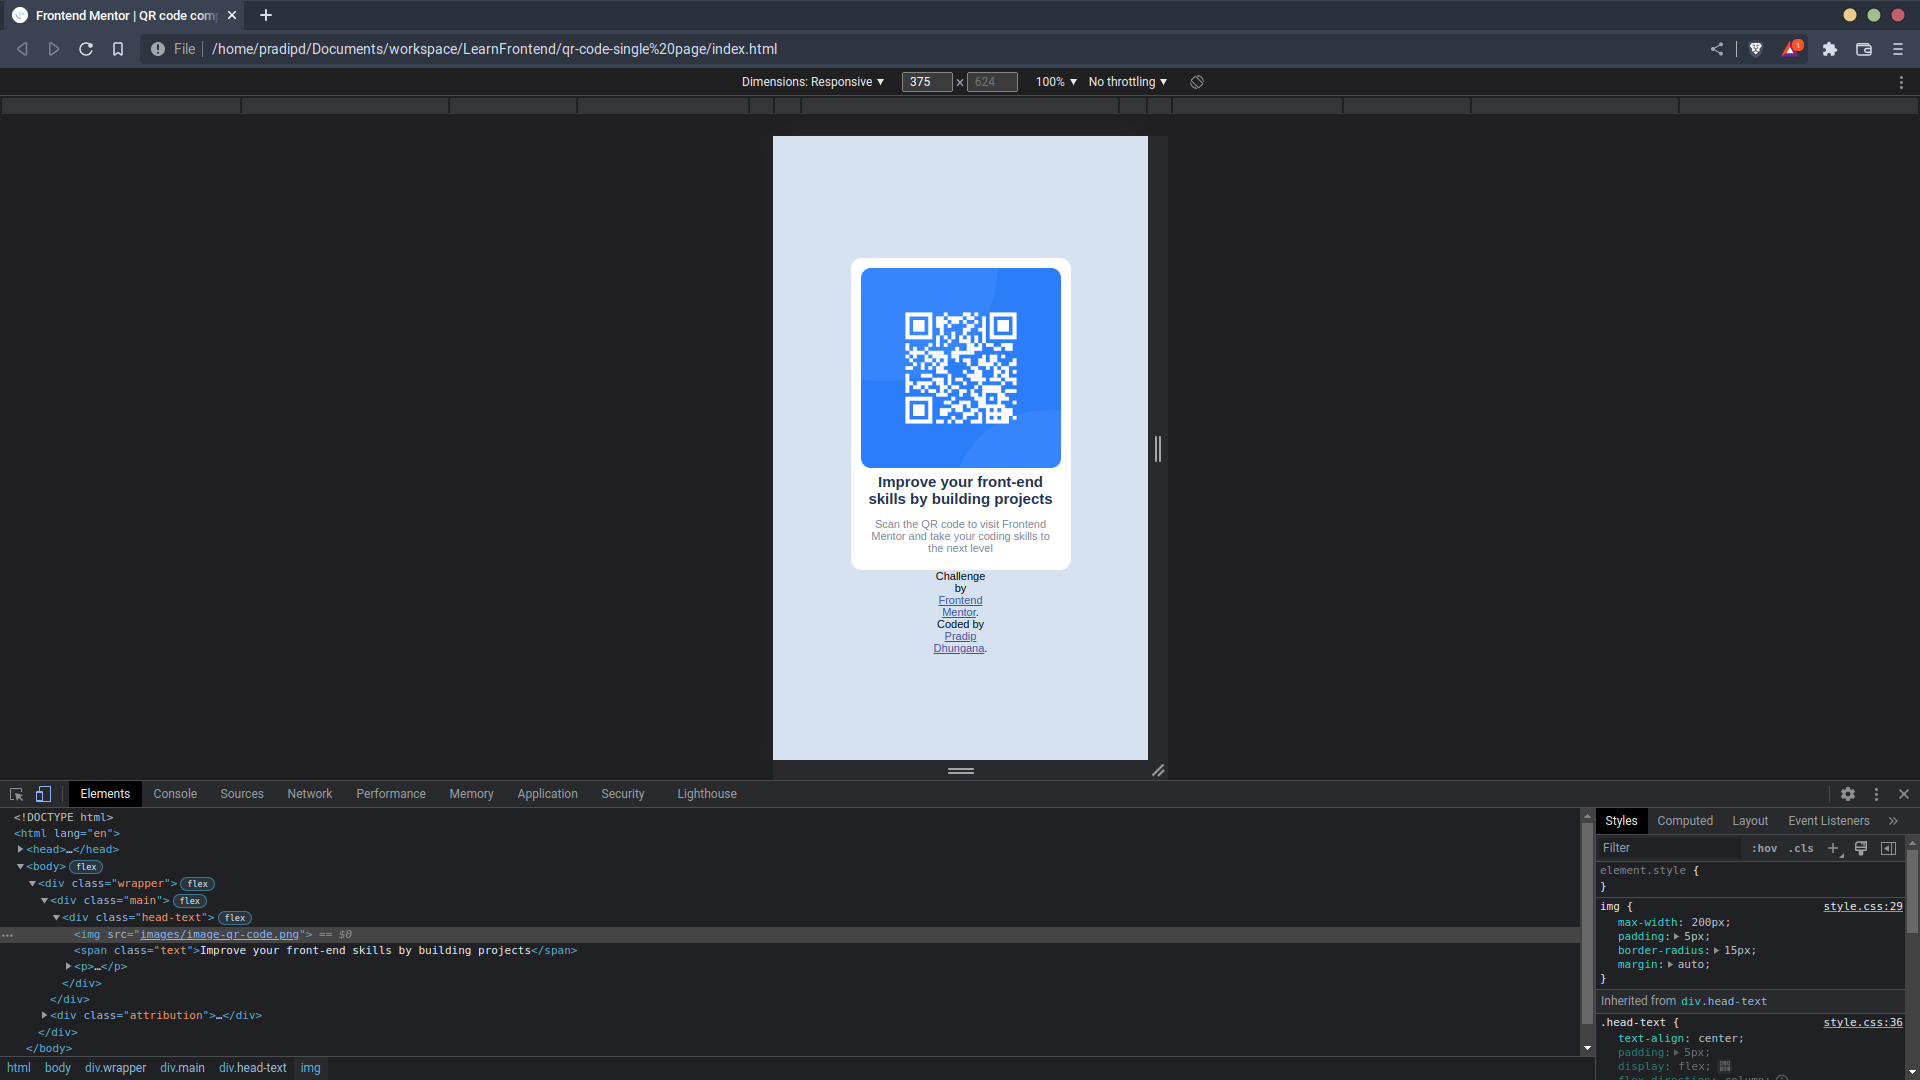 Frontend Mentor | QR code com
File
/home/pradipd/Documents/workspace/LearnFrontend/qr-code-single%20page/index.html
1
Dimensions: Responsive ▼ 375 × 624 100% ▼ No throttling ▼
Improve your front-end
skills by building projects
Scan the QR code to visit Frontend
Mentor and take your coding skills to
the next level
Challenge
by
Frontend
Mentor.
Coded by
Pradip
Dhungana.
Elements Console Sources Network Performance Memory Application Security Lighthouse
<!DOCTYPE html>
<html lang="en">
▶<head>…</head>
▼<body> flex
▼<div class="wrapper"> flex
▼<div class="main"> flex
▼<div class="head-text"> flex
… <img src="images/image-qr-code.png"> == $0
<span class="text">Improve your front-end skills by building projects</span>
▶<p>…</p>
</div>
</div>
▶<div class="attribution">…</div>
</div>
</body>
html body div.wrapper div.main div.head-text img
Styles Computed Layout Event Listeners »
Filter :hov .cls +
element.style {
}
img { style.css:29
max-width: 200px;
padding:▶ 5px;
border-radius:▶ 15px;
margin:▶ auto;
}
Inherited from div.head-text
.head-text { style.css:36
text-align: center;
padding:▶ 5px;
display: flex;